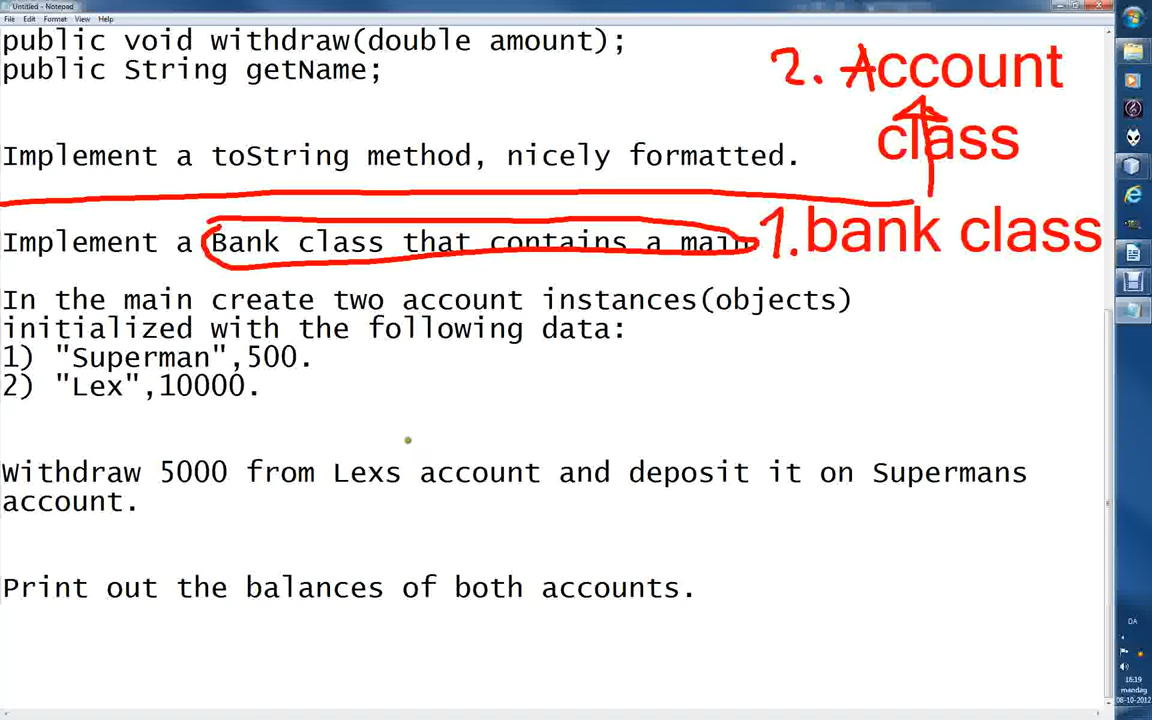 Untitled - Notepad
File Edit Format View Help
public void withdraw(double amount);
public String getName;
2. Account
class
Implement a toString method, nicely formatted.
Implement a Bank class that contains a main
1. bank class
In the main create two account instances(objects)
initialized with the following data:
1) "Superman",500.
2) "Lex",10000.
Withdraw 5000 from Lexs account and deposit it on Supermans
account.
Print out the balances of both accounts.
DA
16:19
mandag
08-10-2012